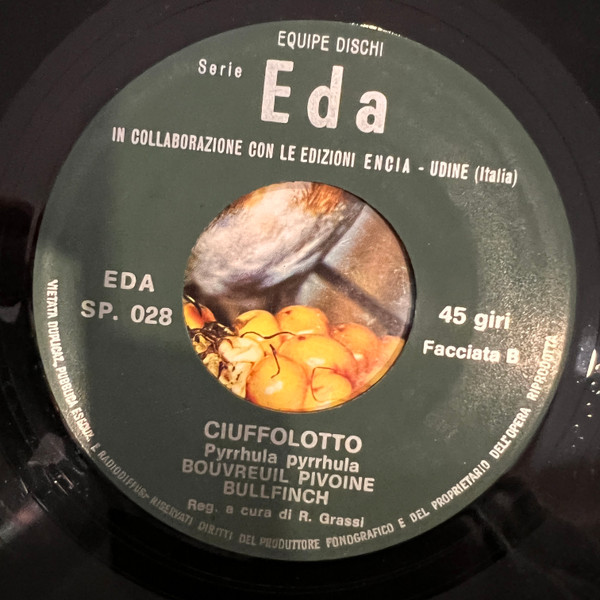 EQUIPE DISCHI
Serie Eda
IN COLLABORAZIONE CON LE EDIZIONI ENCIA - UDINE (Italia)
EDA
SP. 028
45 giri
Facciata B
CIUFFOLOTTO
Pyrrhula pyrrhula
BOUVREUIL PIVOINE
BULLFINCH
Reg. a cura di R. Grassi
VIETATA DUPLICAZ, PUBBLICA ESECUZ E RADIODIFFUS- RISERVATI DIRITTI DEL PRODUTTORE FONOGRAFICO E DEL PROPRIETARIO DELL'OPERA RIPRODOTTA